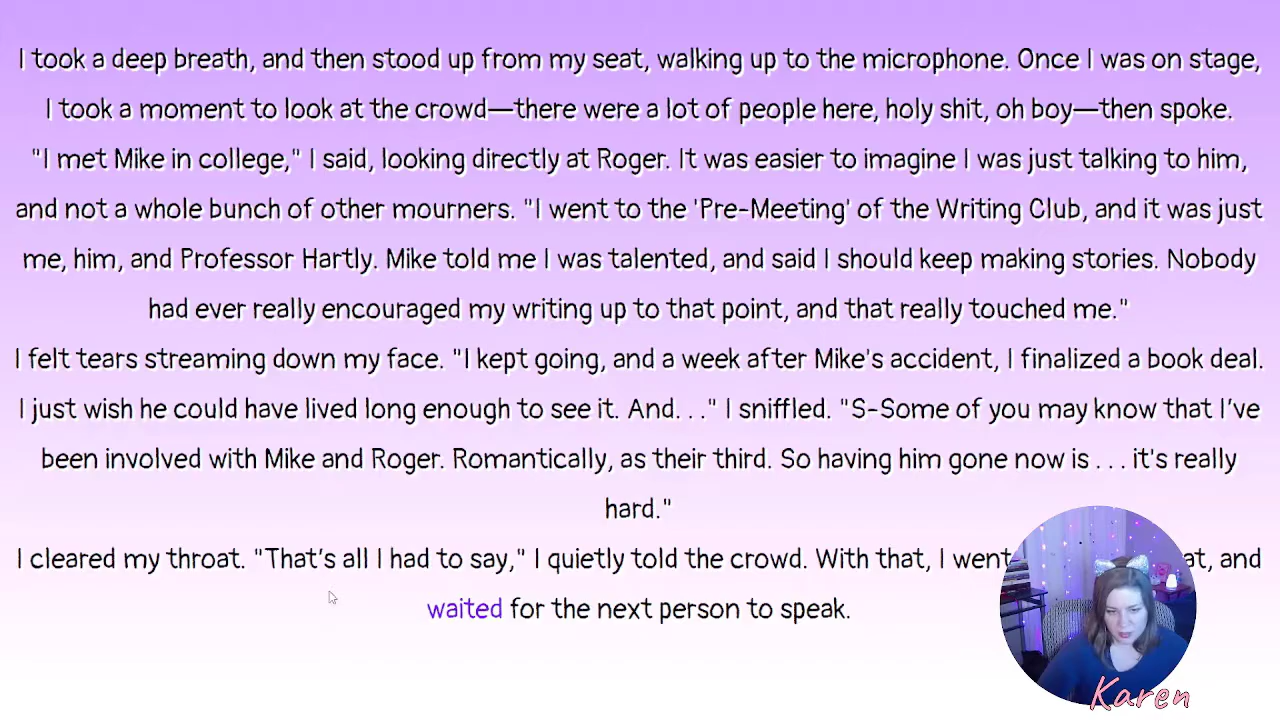 I took a deep breath, and then stood up from my seat, walking up to the microphone. Once I was on stage,
I took a moment to look at the crowd—there were a lot of people here, holy shit, oh boy—then spoke.
"I met Mike in college," I said, looking directly at Roger. It was easier to imagine I was just talking to him,
and not a whole bunch of other mourners. "I went to the 'Pre-Meeting' of the Writing Club, and it was just
me, him, and Professor Hartly. Mike told me I was talented, and said I should keep making stories. Nobody
had ever really encouraged my writing up to that point, and that really touched me."
I felt tears streaming down my face. "I kept going, and a week after Mike's accident, I finalized a book deal.
I just wish he could have lived long enough to see it. And. . ." I sniffled. "S-Some of you may know that I've
been involved with Mike and Roger. Romantically, as their third. So having him gone now is . . . it's really
hard."
I cleared my throat. "That's all I had to say," I quietly told the crowd. With that, I went at, and
waited for the next person to speak.
Karen